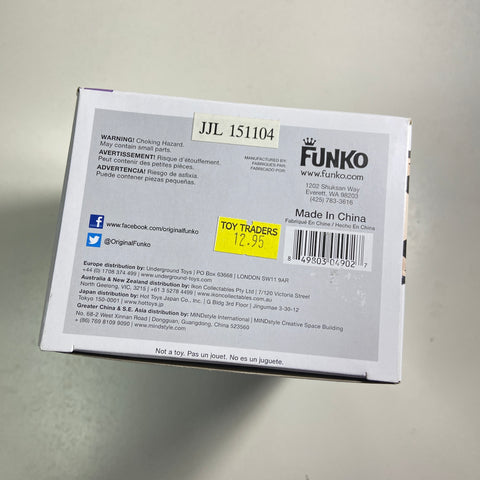 JJL 151104
WARNING! Choking Hazard.
May contain small parts.
AVERTISSEMENT! Risque d'étouffement.
Peut contenir des petites pièces.
ADVERTENCIA! Riesgo de asfixia.
Puede contener piezas pequeñas.
MANUFACTURED BY:
FABRIQUÉS PAR:
FABRICADO POR:
FUNKO
www.funko.com
1202 Shuksan Way
Everett, WA 98203
(425) 783-3616
Made In China
Fabriqué En Chine / Hecho En China
www.facebook.com/originalfunko
@OriginalFunko
TOY TRADERS
12.95
8 49803 04902 7
Europe distribution by: Underground Toys | PO Box 63668 | LONDON SW11 9AR
+44 (0) 1708 374 499 | www.underground-toys.com
Australia & New Zealand distribution by: Ikon Collectables Pty Ltd | 7/120 Victoria Street
North Geelong, VIC, 3215 | +61 3 5278 4499 | www.ikoncollectables.com.au
Japan distribution by: Hot Toys Japan Co., Inc. | G Bldg 3rd Floor | Jingumae 3-30-12
Tokyo 150-0001 | www.hottoys.jp
Greater China & S.E. Asia distribution by: MINDstyle International | MINDstyle Creative Space Building
No. 68-2 West Xinnan Road | Dongguan, Guangdong, China 523560
+ (86) 769 8109 9090 | www.mindstyle.com
Not a toy. Pas un jouet. No es un juguete.